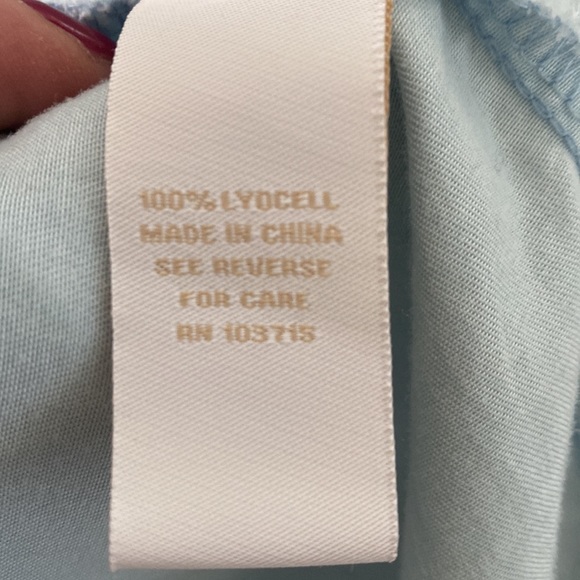 100% LYOCELL
MADE IN CHINA
SEE REVERSE
FOR CARE
RN 103715